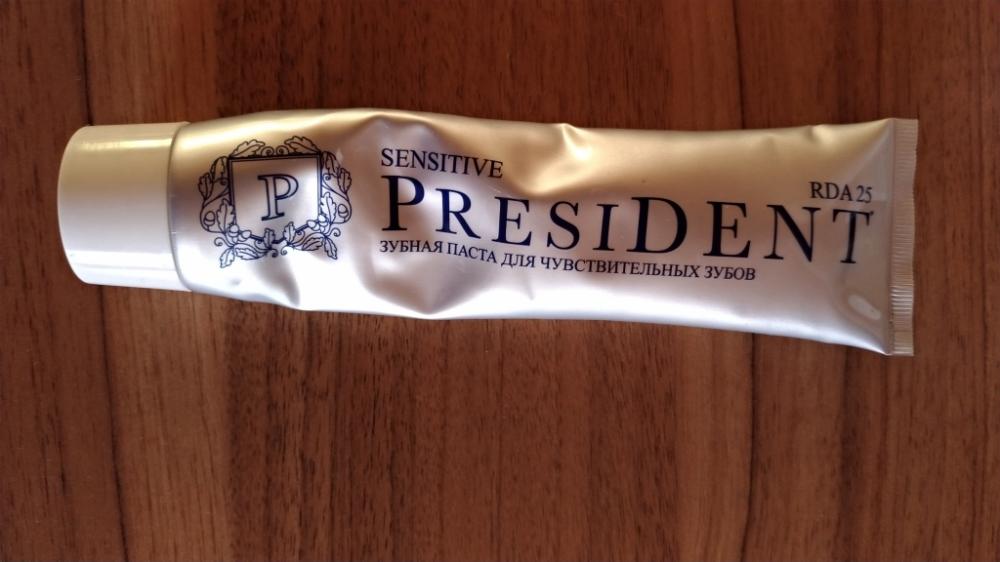 P
SENSITIVE
RDA 25
PRESIDENT
ЗУБНАЯ ПАСТА ДЛЯ ЧУВСТВИТЕЛЬНЫХ ЗУБОВ